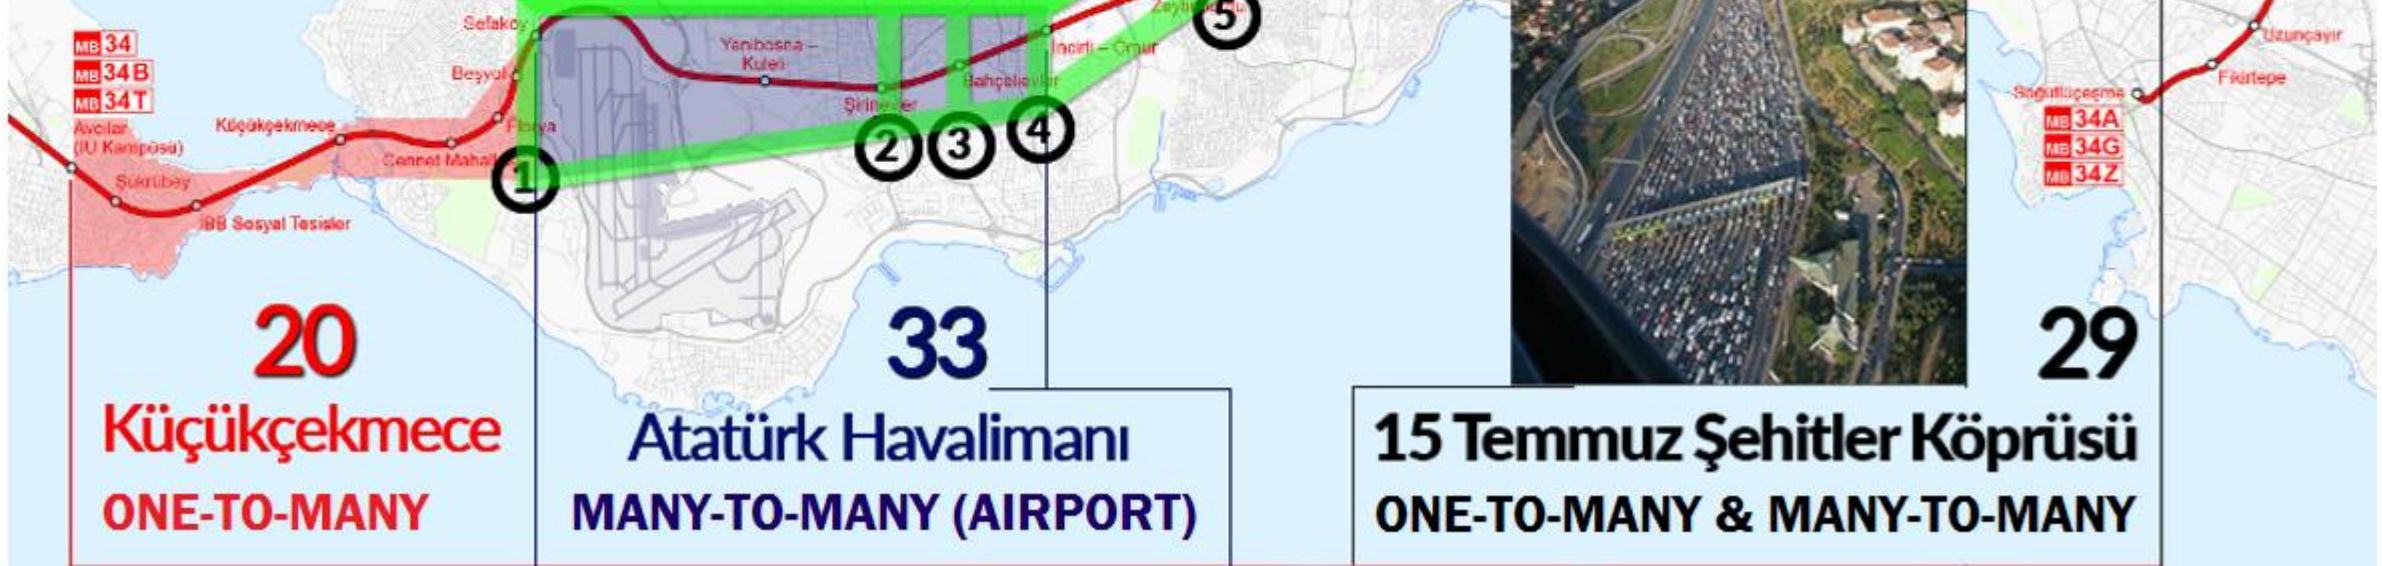 Sefaköy
Zeytinburnu
5
MB 34
MB 34B
MB 34T
Beşyol
Yenibosna –
Kuleli
İncirli – Ömür
Bahçelievler
Şirinevler
Avcılar
(İÜ Kampüsü)
Küçükçekmece
Florya
Cennet Mahallesi
Şükrübey
İBB Sosyal Tesisler
1
2
3
4
Uzunçayır
Fikirtepe
Söğütlüçeşme
MB 34A
MB 34G
MB 34Z
20
Küçükçekmece
ONE-TO-MANY
33
Atatürk Havalimanı
MANY-TO-MANY (AIRPORT)
29
15 Temmuz Şehitler Köprüsü
ONE-TO-MANY & MANY-TO-MANY